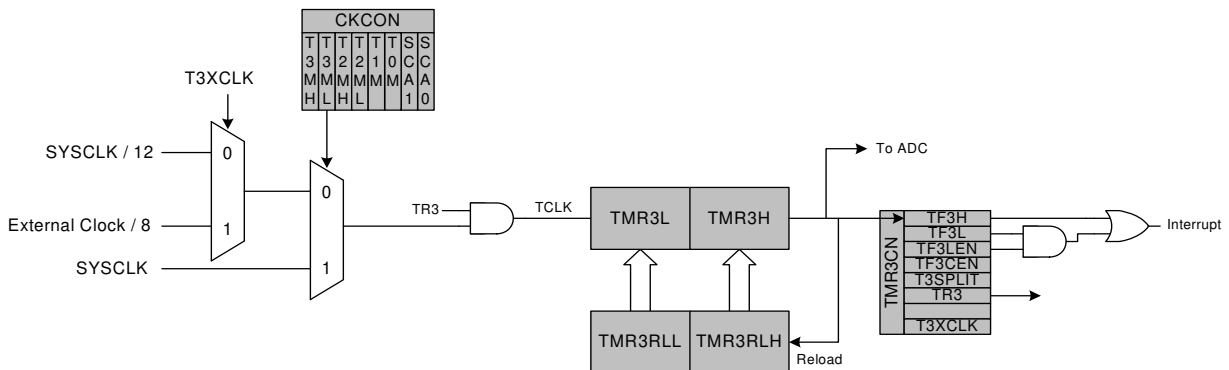 CKCON
T3MH
T3ML
T2MH
T2ML
T1M
T0M
SCA1
SCA0
T3XCLK
SYSCLK / 12
0
External Clock / 8
1
SYSCLK
0
1
TR3
TCLK
TMR3L
TMR3H
To ADC
TMR3RLL
TMR3RLH
Reload
TMR3CN
TF3H
TF3L
TF3LEN
TF3CEN
T3SPLIT
TR3
T3XCLK
Interrupt